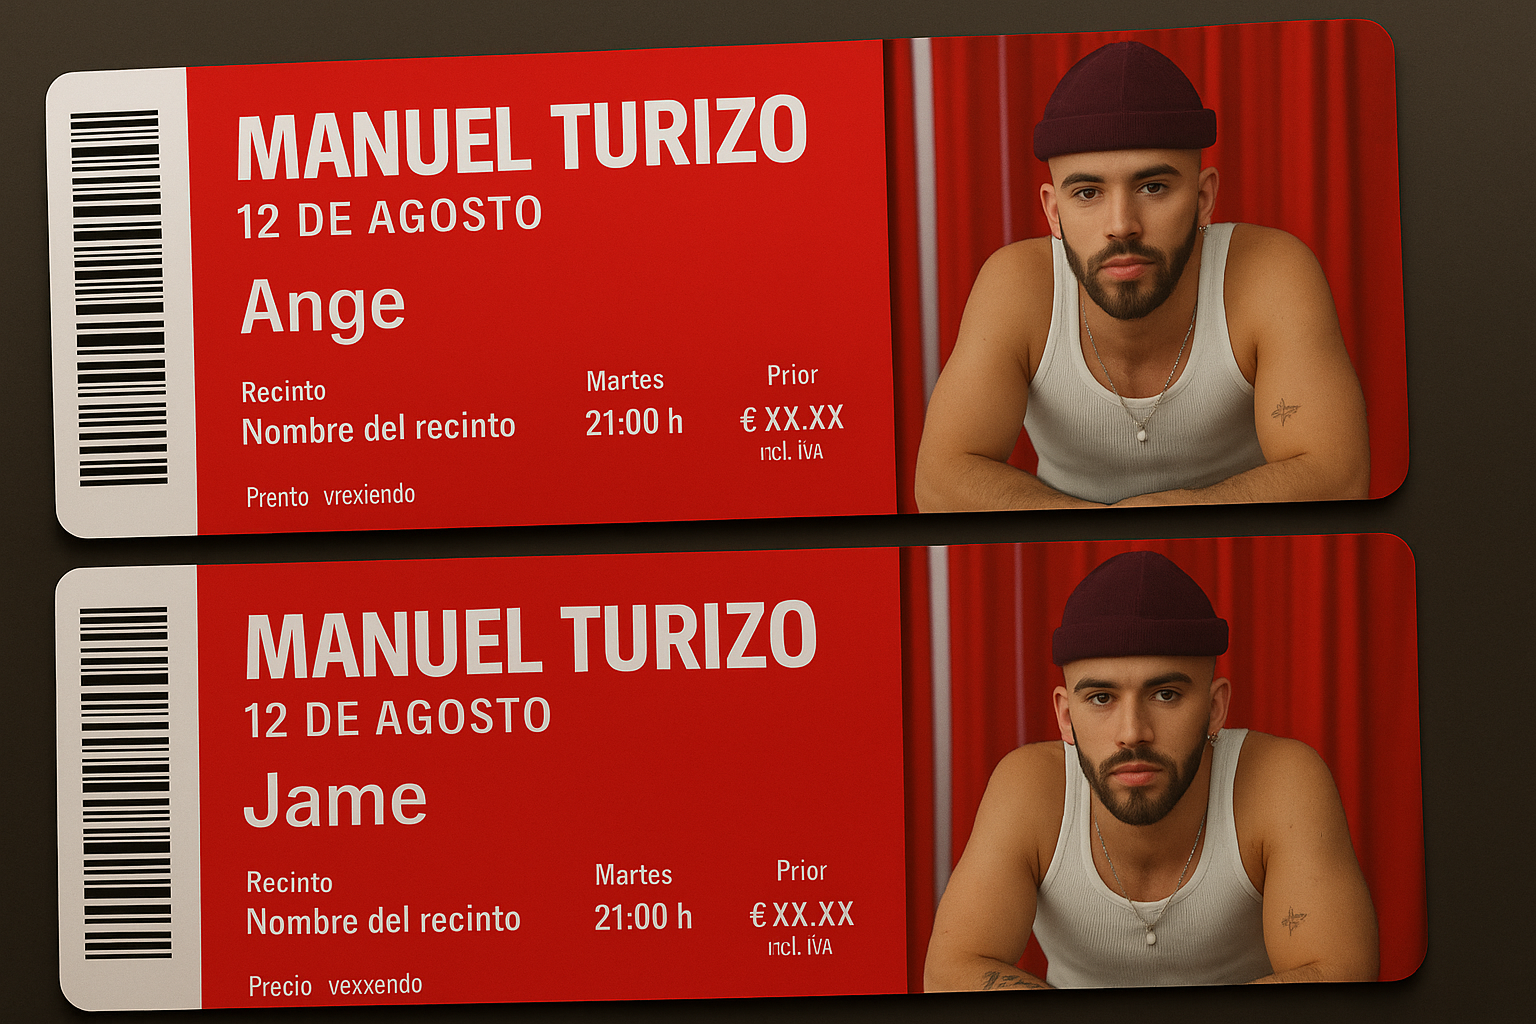 MANUEL TURIZO
12 DE AGOSTO
Ange
Recinto
Nombre del recinto
Martes
21:00 h
Prior
€ XX.XX
ıncl. IVA
Prento vrexiendo
MANUEL TURIZO
12 DE AGOSTO
Jame
Recinto
Nombre del recinto
Martes
21:00 h
Prior
€ XX.XX
ıncl. IVA
Precio vexxendo